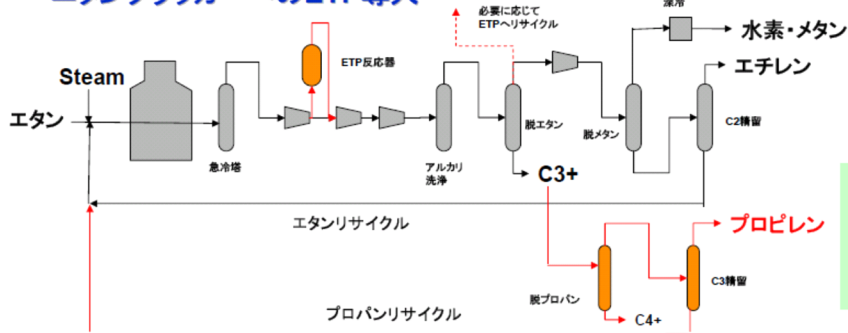 必要に応じて
ETPへリサイクル
水素・メタン
ETP反応器
Steam
エチレン
エタン
脱エタン
脱メタン
C2精留
急冷塔
アルカリ
洗浄
C3+
エタンリサイクル
プロピレン
C3精留
脱プロパン
プロパンリサイクル
C4+